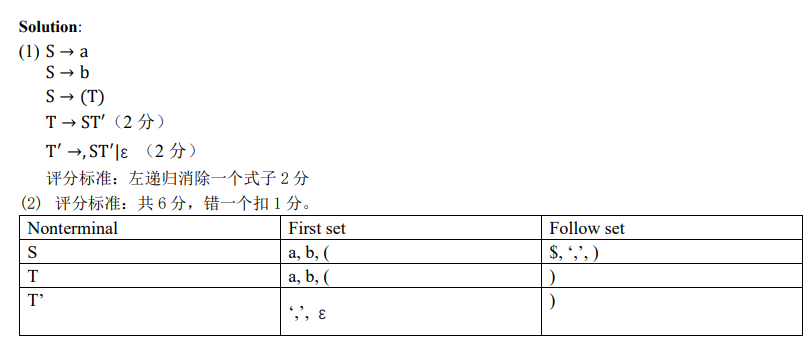 Solution:
(1) S → a
S → b
S → (T)
T → ST′（2 分）
T′ →, ST′|ε （2 分）
评分标准：左递归消除一个式子 2 分
(2) 评分标准：共 6 分，错一个扣 1 分。
Nonterminal First set Follow set
S a, b, ( $, ‘,’, )
T a, b, ( )
T’ ‘,’, ε )